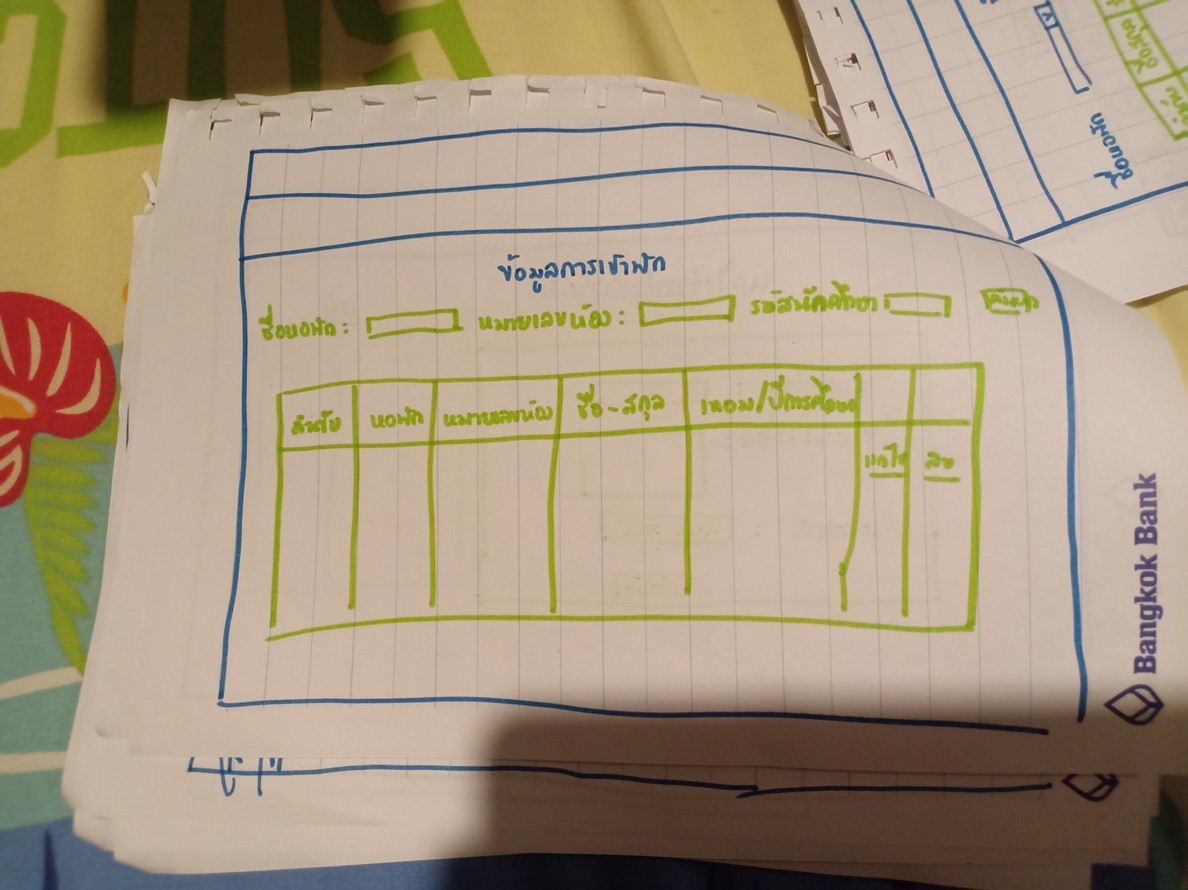 ข้อมูลการเข้าพัก
ชื่อหอพัก : หมายเลขห้อง : รหัสนักศึกษา : ค้นหา
ลำดับ หอพัก หมายเลขห้อง ชื่อ-สกุล เทอม/ปีการศึกษา
แก้ไข ลบ
Bangkok Bank
ชื่อหอพัก